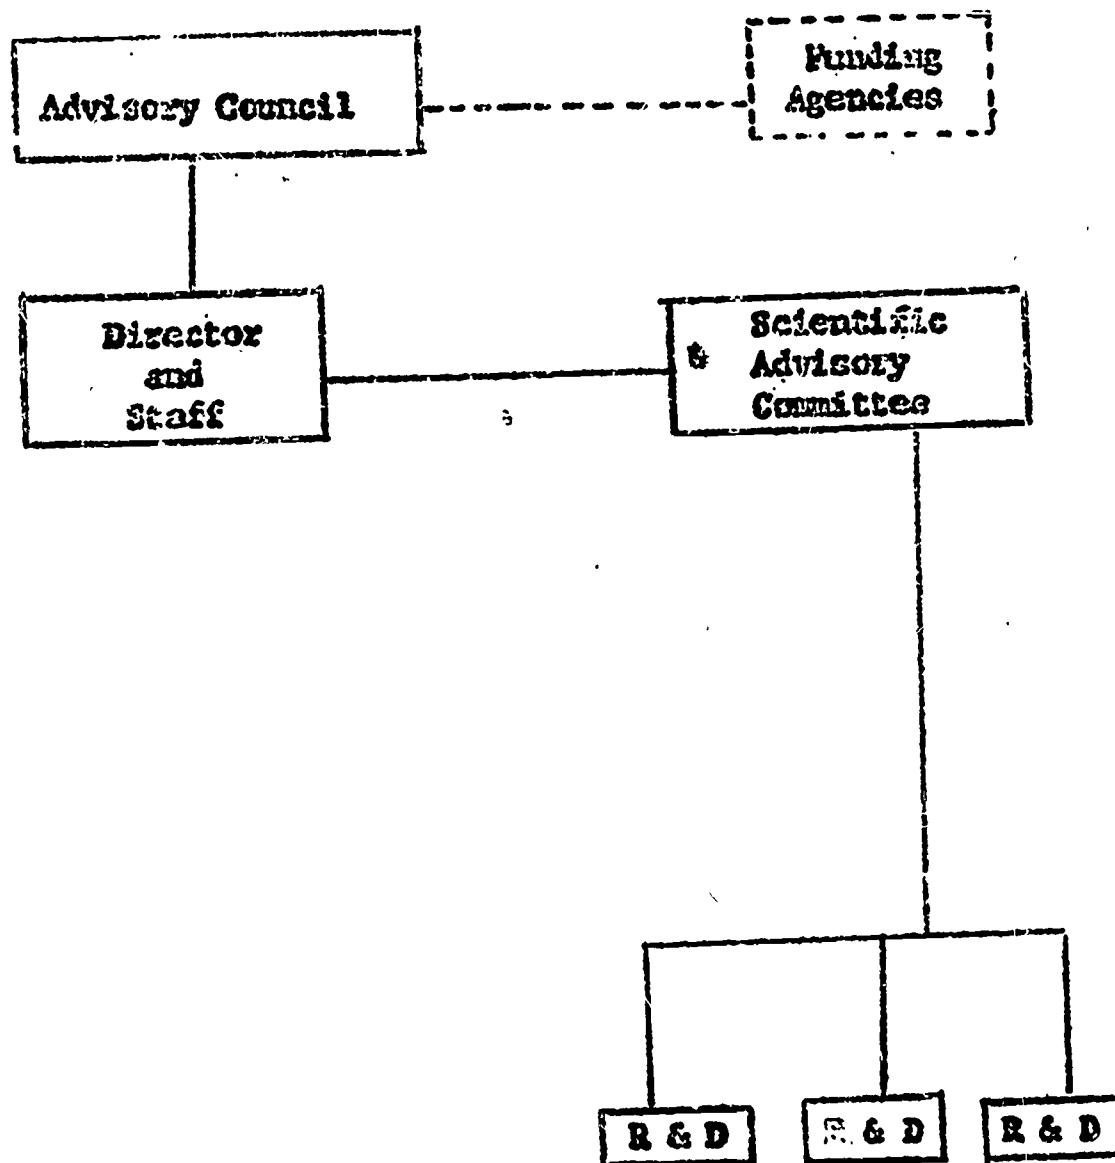 Advisory Council
Funding
Agencies
Director
and
Staff
* Scientific
Advisory
Committee
R & D
R & D
R & D